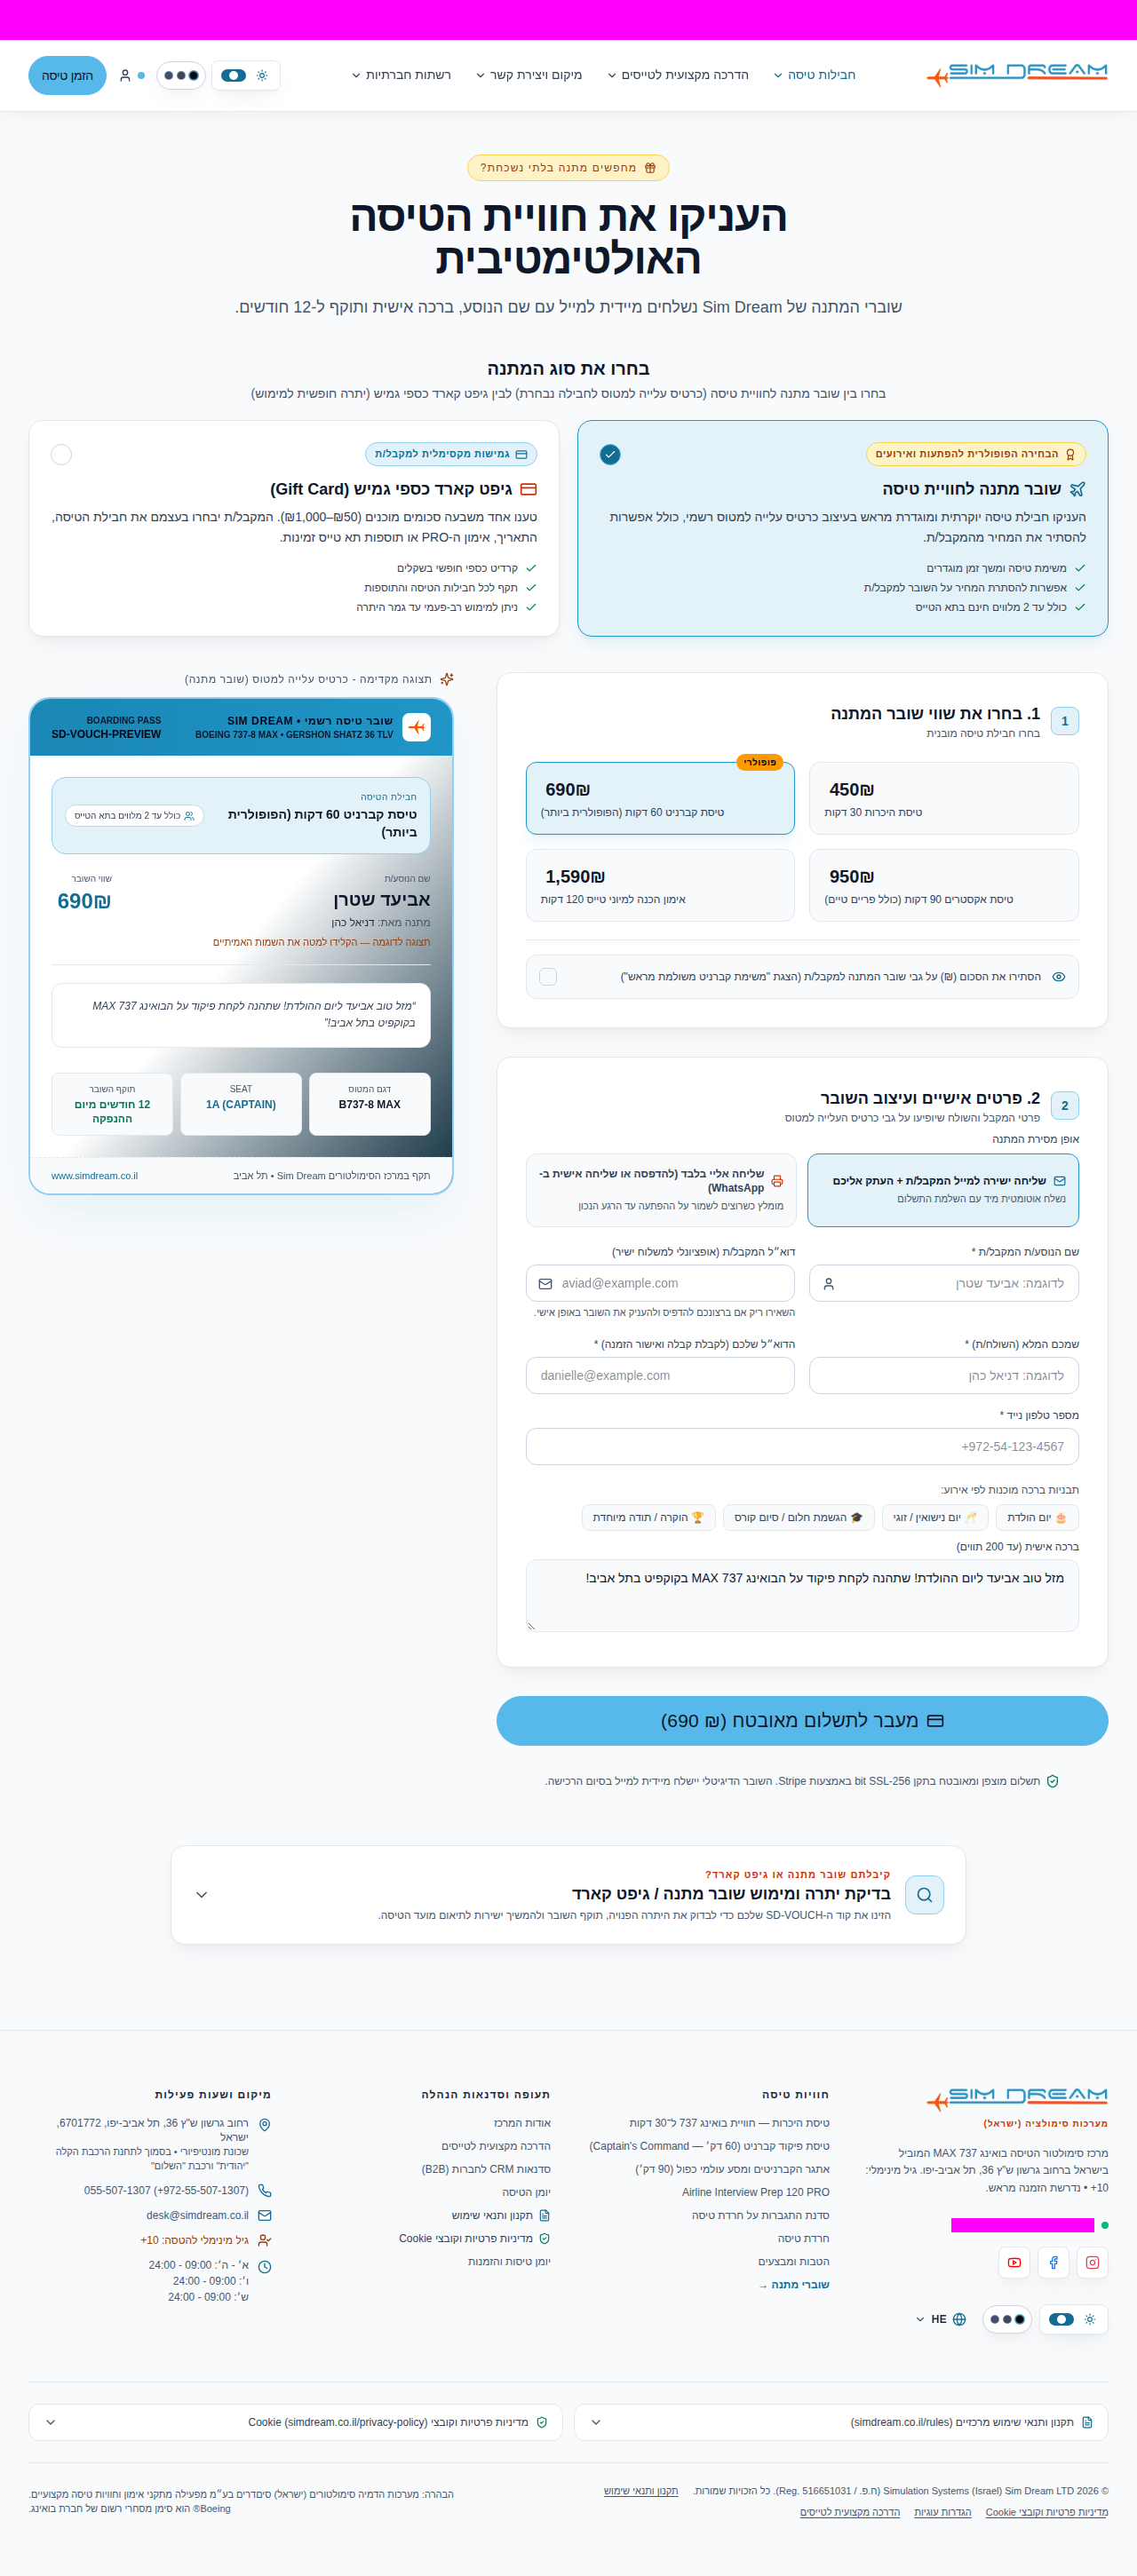 SIM DREAM
חבילות טיסה
הדרכה מקצועית לטייסים
מיקום ויצירת קשר
רשתות חברתיות
הזמן טיסה
מחפשים מתנה בלתי נשכחת?
העניקו את חוויית הטיסה
האולטימטיבית
שוברי המתנה של Sim Dream נשלחים מיידית למייל עם שם הנוסע, ברכה אישית ותוקף ל-12 חודשים.
בחרו את סוג המתנה
בחרו בין שובר מתנה לחוויית טיסה (כרטיס עלייה למטוס לחבילה נבחרת) לבין גיפט קארד כספי גמיש (יתרה חופשית למימוש)
הבחירה הפופולרית להפתעות ואירועים
שובר מתנה לחוויית טיסה
העניקו חבילת טיסה יוקרתית ומוגדרת מראש בעיצוב כרטיס עלייה למטוס רשמי, כולל אפשרות
להסתיר את המחיר מהמקבל/ת.
משימת טיסה ומשך זמן מוגדרים
אפשרות להסתרת המחיר על השובר למקבל/ת
כולל עד 2 מלווים חינם בתא הטייס
גמישות מקסימלית למקבל/ת
גיפט קארד כספי גמיש (Gift Card)
טענו אחד משבעה סכומים מוכנים (₪50–₪1,000). המקבל/ת יבחרו בעצמם את חבילת הטיסה,
התאריך, אימון ה-PRO או תוספות תא טייס זמינות.
קרדיט כספי חופשי בשקלים
תקף לכל חבילות הטיסה והתוספות
ניתן למימוש רב-פעמי עד גמר היתרה
1
1. בחרו את שווי שובר המתנה
בחרו חבילת טיסה מובנית
₪450
טיסת היכרות 30 דקות
פופולרי
₪690
טיסת קברניט 60 דקות (הפופולרית ביותר)
₪950
טיסת אקסטרים 90 דקות (כולל פריים טיים)
₪1,590
אימון הכנה למיוני טייס 120 דקות
הסתירו את הסכום (₪) על גבי שובר המתנה למקבל/ת (הצגת "משימת קברניט משולמת מראש")
תצוגה מקדימה - כרטיס עלייה למטוס (שובר מתנה)
SIM DREAM • שובר טיסה רשמי
BOEING 737-8 MAX • GERSHON SHATZ 36 TLV
BOARDING PASS
SD-VOUCH-PREVIEW
חבילת הטיסה
טיסת קברניט 60 דקות (הפופולרית
ביותר)
כולל עד 2 מלווים בתא הטייס
שם הנוסע/ת
אביעד שטרן
מתנה מאת: דניאל כהן
תצוגה לדוגמה — הקלידו למטה את השמות האמיתיים
שווי השובר
₪690
"מזל טוב אביעד ליום ההולדת! שתהנה לקחת פיקוד על הבואינג 737 MAX
בקוקפיט בתל אביב!"
דגם המטוס
B737-8 MAX
SEAT
1A (CAPTAIN)
תוקף השובר
12 חודשים מיום
ההנפקה
תקף במרכז הסימולטורים Sim Dream • תל אביב
www.simdream.co.il
2
2. פרטים אישיים ועיצוב השובר
פרטי המקבל והשולח שיופיעו על גבי כרטיס העלייה למטוס
אופן מסירת המתנה
שליחה ישירה למייל המקבל/ת + העתק אליכם
נשלח אוטומטית מיד עם השלמת התשלום
שליחה אליי בלבד (להדפסה או שליחה אישית ב-
WhatsApp)
מומלץ כשרוצים לשמור על ההפתעה עד הרגע הנכון
שם הנוסע/ת המקבל/ת *
לדוגמה: אביעד שטרן
דוא"ל המקבל/ת (אופציונלי למשלוח ישיר)
aviad@example.com
השאירו ריק אם ברצונכם להדפיס ולהעניק את השובר באופן אישי.
שמכם המלא (השולח/ת) *
לדוגמה: דניאל כהן
הדוא"ל שלכם (לקבלת קבלה ואישור הזמנה) *
danielle@example.com
מספר טלפון נייד *
+972-54-123-4567
תבניות ברכה מוכנות לפי אירוע:
🎂 יום הולדת
🥂 יום נישואין / זוגי
🎓 הגשמת חלום / סיום קורס
🏆 הוקרה / תודה מיוחדת
ברכה אישית (עד 200 תווים)
מזל טוב אביעד ליום ההולדת! שתהנה לקחת פיקוד על הבואינג 737 MAX בקוקפיט בתל אביב!
מעבר לתשלום מאובטח (₪ 690)
תשלום מוצפן ומאובטח בתקן 256-bit SSL באמצעות Stripe. השובר הדיגיטלי יישלח מיידית למייל בסיום הרכישה.
קיבלתם שובר מתנה או גיפט קארד?
בדיקת יתרה ומימוש שובר מתנה / גיפט קארד
הזינו את קוד ה-SD-VOUCH שלכם כדי לבדוק את היתרה הפנויה, תוקף השובר ולהמשיך ישירות לתיאום מועד הטיסה.
SIM DREAM
מערכות סימולציה (ישראל)
מרכז סימולטור הטיסה בואינג 737 MAX המוביל
בישראל ברחוב גרשון ש"ץ 36, תל אביב-יפו. גיל מינימלי:
10+ • נדרשת הזמנה מראש.
HE
חוויות טיסה
טיסת היכרות — חוויית בואינג 737 ל־30 דקות
טיסת פיקוד קברניט (60 דק׳ — Captain's Command)
אתגר הקברניטים ומסע עולמי כפול (90 דק׳)
Airline Interview Prep 120 PRO
סדנת התגברות על חרדת טיסה
חרדת טיסה
הטבות ומבצעים
שוברי מתנה →
תעופה וסדנאות הנהלה
אודות המרכז
הדרכה מקצועית לטייסים
סדנאות CRM לחברות (B2B)
יומן הטיסה
תקנון ותנאי שימוש
מדיניות פרטיות וקובצי Cookie
יומן טיסות והזמנות
מיקום ושעות פעילות
רחוב גרשון ש"ץ 36, תל אביב-יפו, 6701772,
ישראל
שכונת מונטיפיורי • בסמוך לתחנת הרכבת הקלה
"יהודית" ורכבת "השלום"
055-507-1307 (+972-55-507-1307)
desk@simdream.co.il
גיל מינימלי להטסה: 10+
א׳ - ה׳: 09:00 - 24:00
ו׳: 09:00 - 24:00
ש׳: 09:00 - 24:00
תקנון ותנאי שימוש מרכזיים (simdream.co.il/rules)
מדיניות פרטיות וקובצי Cookie (simdream.co.il/privacy-policy)
© 2026 Simulation Systems (Israel) Sim Dream LTD (ח.פ. / Reg. 516651031). כל הזכויות שמורות.
תקנון ותנאי שימוש
מדיניות פרטיות וקובצי Cookie
הגדרות עוגיות
הדרכה מקצועית לטייסים
הבהרה: מערכות הדמיה סימולטורים (ישראל) סימדרים בע"מ מפעילה מתקני אימון וחוויות טיסה מקצועיים.
Boeing® הוא סימן מסחרי רשום של חברת בואינג.